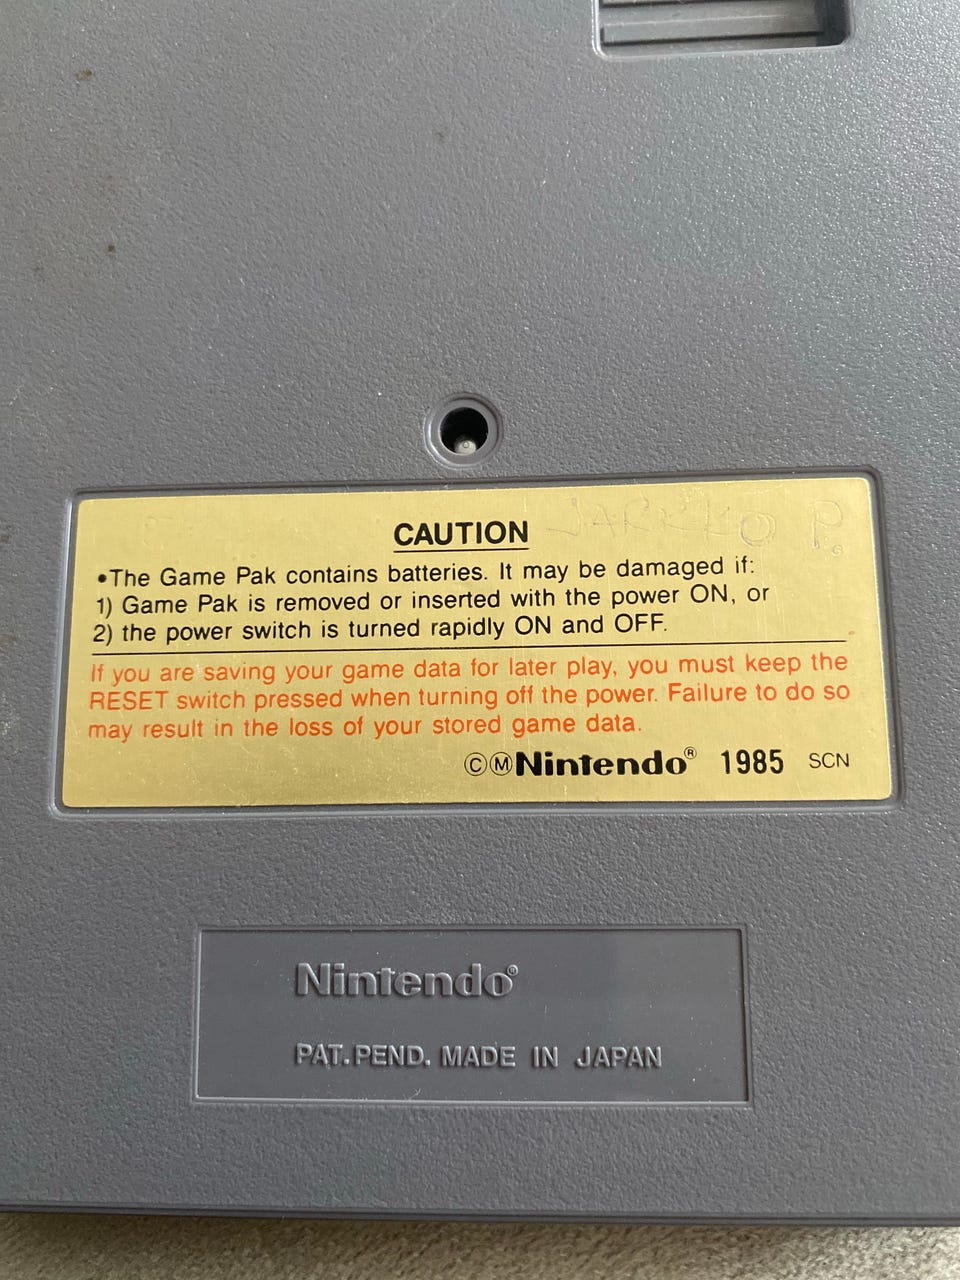 CAUTION JARKKO P.
•The Game Pak contains batteries. It may be damaged if:
1) Game Pak is removed or inserted with the power ON, or
2) the power switch is turned rapidly ON and OFF.
If you are saving your game data for later play, you must keep the
RESET switch pressed when turning off the power. Failure to do so
may result in the loss of your stored game data.
©ⓂNintendo® 1985 SCN
Nintendo®
PAT.PEND. MADE IN JAPAN